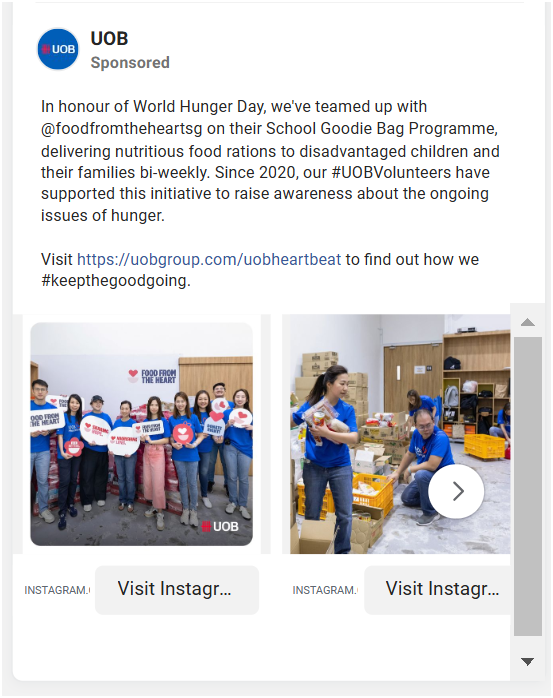 UOB
UOB
Sponsored
In honour of World Hunger Day, we've teamed up with
@foodfromtheheartsg on their School Goodie Bag Programme,
delivering nutritious food rations to disadvantaged children and
their families bi-weekly. Since 2020, our #UOBVolunteers have
supported this initiative to raise awareness about the ongoing
issues of hunger.
Visit https://uobgroup.com/uobheartbeat to find out how we
#keepthegoodgoing.
FOOD FROM
THE HEART
FOOD FROM
THE HEART
FOOD FROM
THE HEART
UOB
INSTAGRAM.
Visit Instagr...
INSTAGRAM.
Visit Instagr...